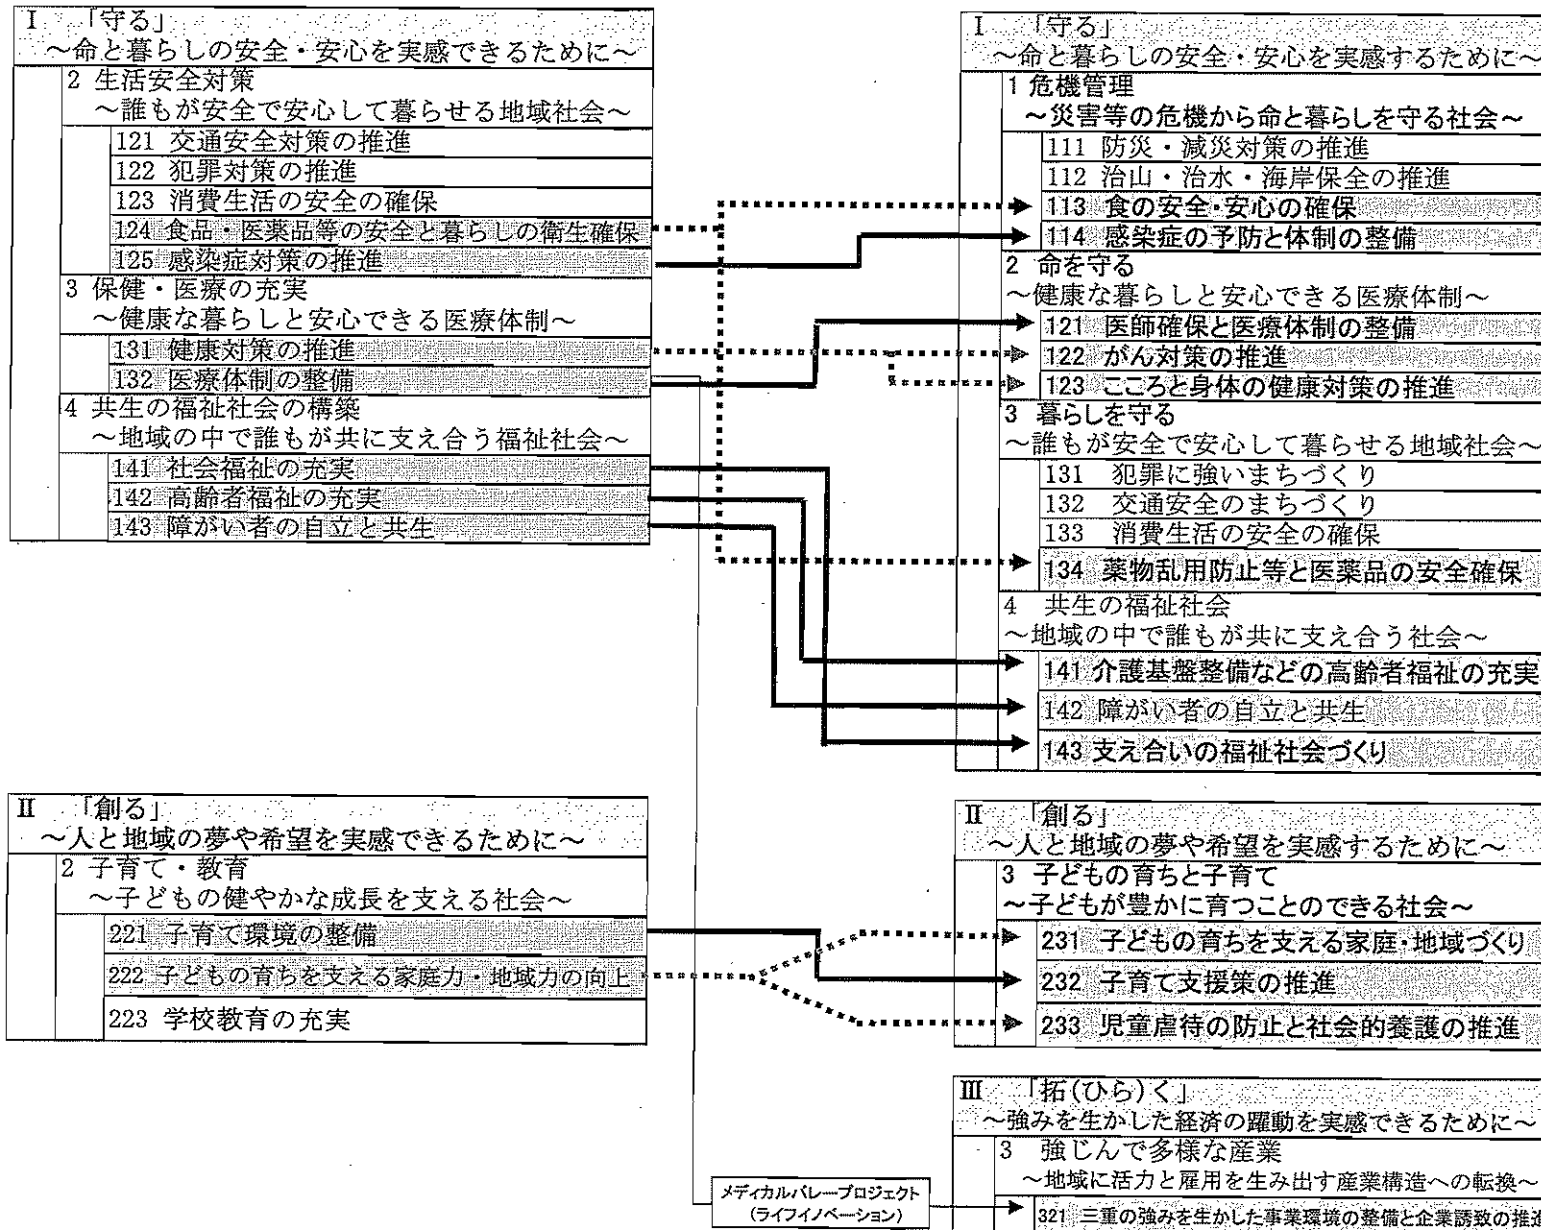 I 「守る」
～命と暮らしの安全・安心を実感できるために～
2 生活安全対策
～誰もが安全で安心して暮らせる地域社会～
121 交通安全対策の推進
122 犯罪対策の推進
123 消費生活の安全の確保
124 食品・医薬品等の安全と暮らしの衛生確保
125 感染症対策の推進
3 保健・医療の充実
～健康な暮らしと安心できる医療体制～
131 健康対策の推進
132 医療体制の整備
4 共生の福祉社会の構築
～地域の中で誰もが共に支え合う福祉社会～
141 社会福祉の充実
142 高齢者福祉の充実
143 障がい者の自立と共生
II 「創る」
～人と地域の夢や希望を実感できるために～
2 子育て・教育
～子どもの健やかな成長を支える社会～
221 子育て環境の整備
222 子どもの育ちを支える家庭力・地域力の向上
223 学校教育の充実
メディカルバレープロジェクト
(ライフイノベーション)
I 「守る」
～命と暮らしの安全・安心を実感するために～
1 危機管理
～災害等の危機から命と暮らしを守る社会～
111 防災・減災対策の推進
112 治山・治水・海岸保全の推進
113 食の安全・安心の確保
114 感染症の予防と体制の整備
2 命を守る
～健康な暮らしと安心できる医療体制～
121 医師確保と医療体制の整備
122 がん対策の推進
123 こころと身体の健康対策の推進
3 暮らしを守る
～誰もが安全で安心して暮らせる地域社会～
131 犯罪に強いまちづくり
132 交通安全のまちづくり
133 消費生活の安全の確保
134 薬物乱用防止等と医薬品の安全確保
4 共生の福祉社会
～地域の中で誰もが共に支え合う社会～
141 介護基盤整備などの高齢者福祉の充実
142 障がい者の自立と共生
143 支え合いの福祉社会づくり
II 「創る」
～人と地域の夢や希望を実感するために～
3 子どもの育ちと子育て
～子どもが豊かに育つことのできる社会～
231 子どもの育ちを支える家庭・地域づくり
232 子育て支援策の推進
233 児童虐待の防止と社会的養護の推進
III 「拓(ひら)く」
～強みを生かした経済の躍動を実感できるために～
3 強じんで多様な産業
～地域に活力と雇用を生み出す産業構造への転換～
321 三重の強みを生かした事業環境の整備と企業誘致の推進